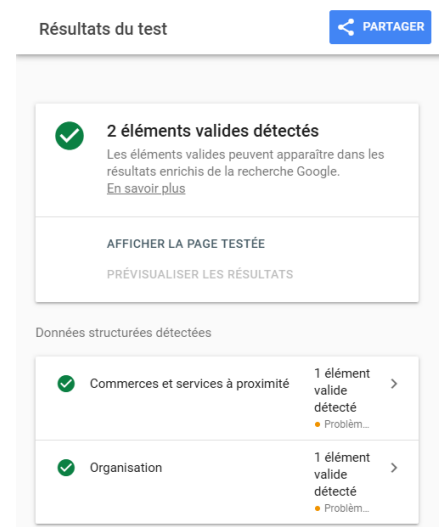 Résultats du test
PARTAGER
2 éléments valides détectés
Les éléments valides peuvent apparaître dans les
résultats enrichis de la recherche Google.
En savoir plus
AFFICHER LA PAGE TESTÉE
PRÉVISUALISER LES RÉSULTATS
Données structurées détectées
Commerces et services à proximité
1 élément
valide
détecté
Problèm...
Organisation
1 élément
valide
détecté
Problèm...